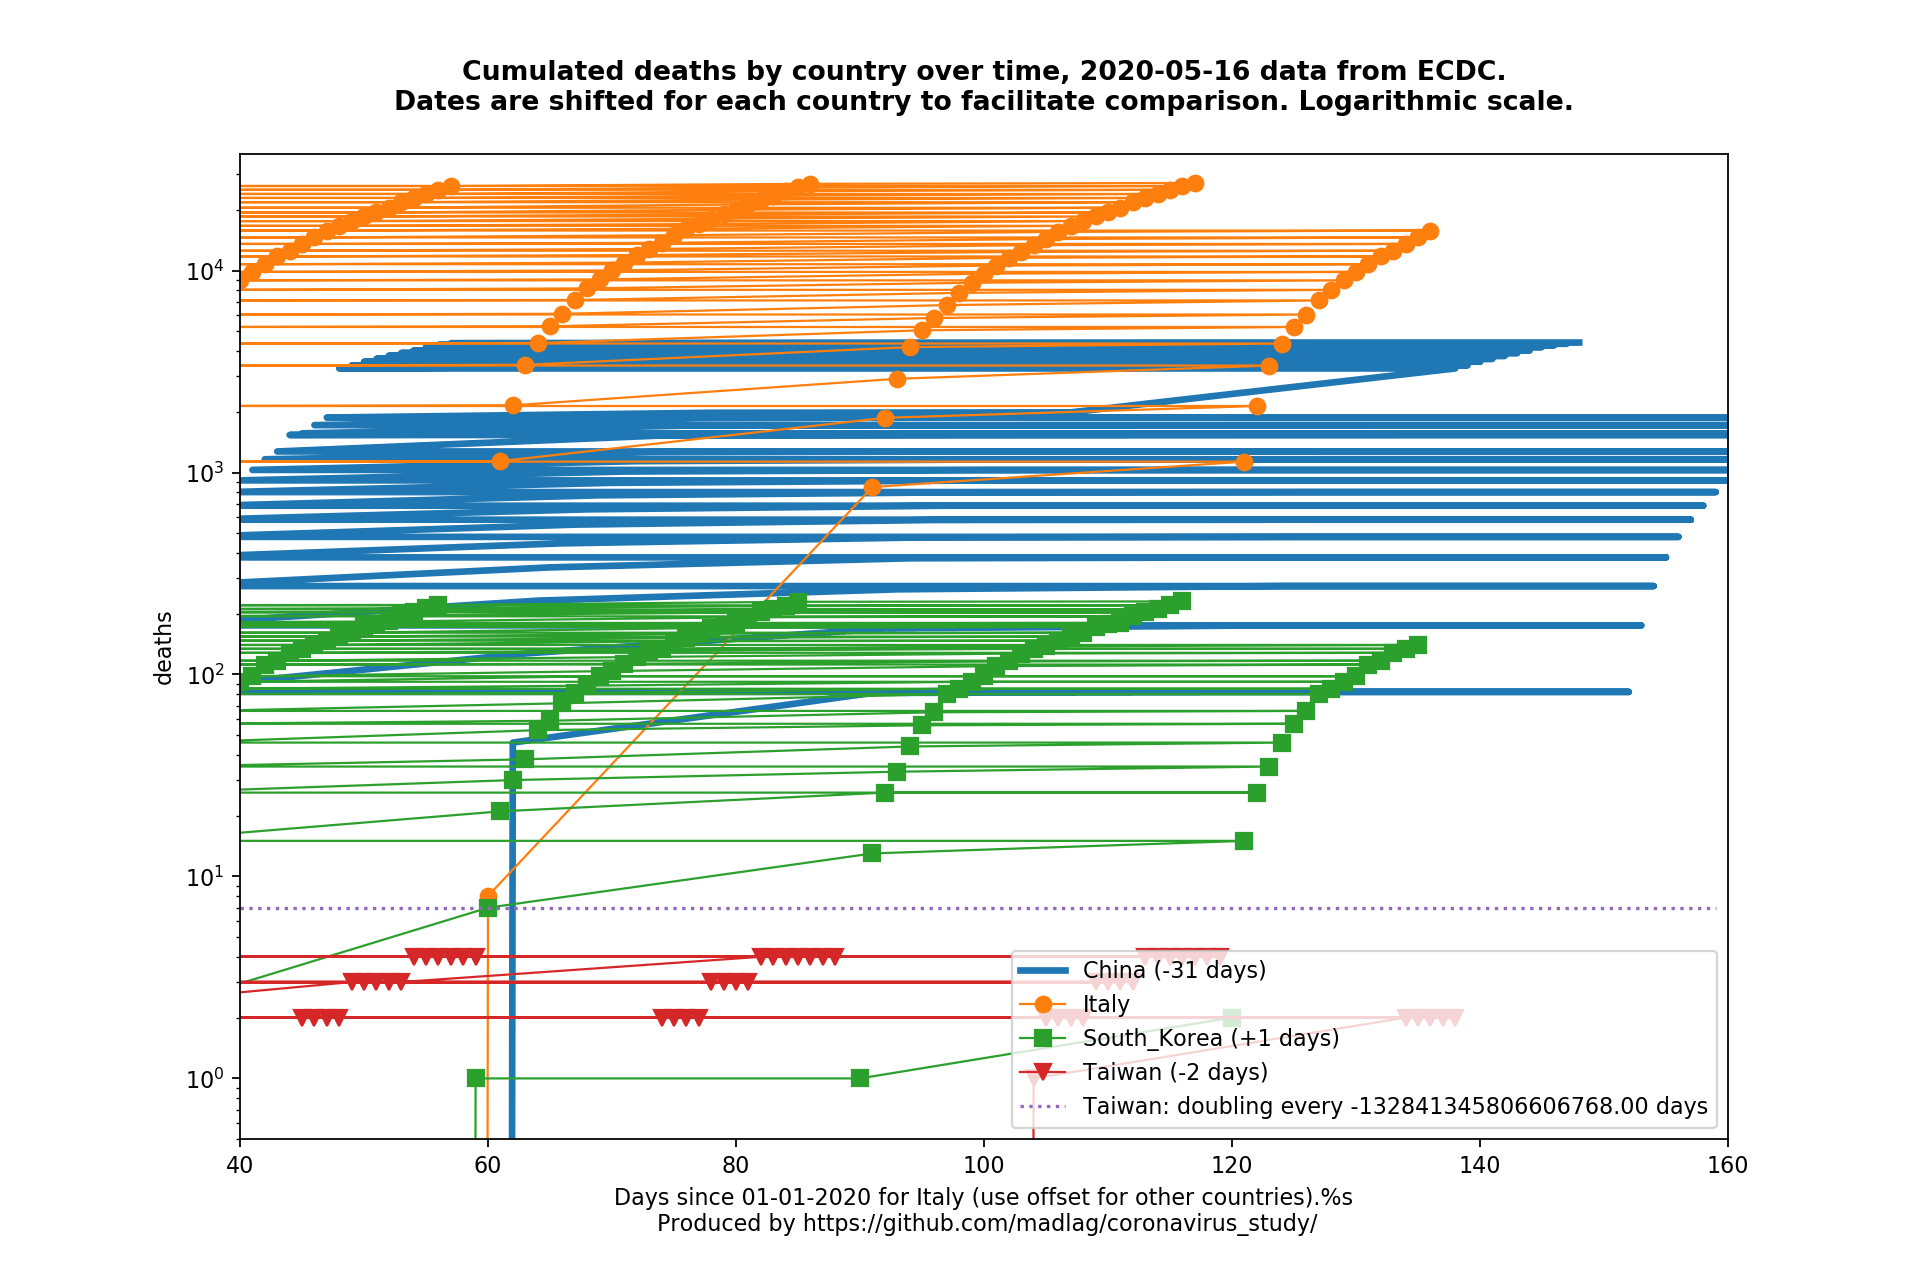 Cumulated deaths by country over time, 2020-05-16 data from ECDC.
Dates are shifted for each country to facilitate comparison. Logarithmic scale.
deaths
10⁴
10³
10²
10¹
10⁰
China (-31 days)
Italy
South_Korea (+1 days)
Taiwan (-2 days)
Taiwan: doubling every -132841345806606768.00 days
40 60 80 100 120 140 160
Days since 01-01-2020 for Italy (use offset for other countries).%s
Produced by https://github.com/madlag/coronavirus_study/